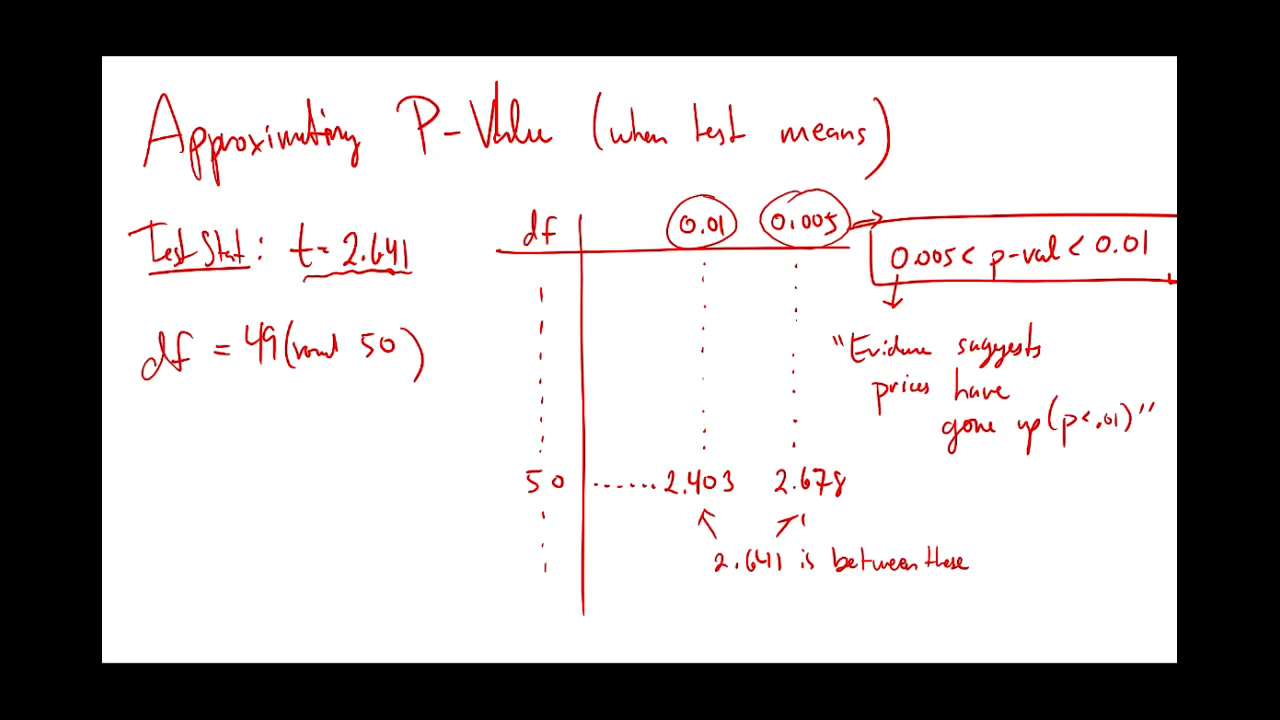 Approximating P-Value (when test means)
Test Stat: t = 2.641
df = 49 (round 50)
df 0.01 0.005
0.005 < p-val < 0.01
"Evidence suggests
prices have
gone up (p < .01)"
50 ...... 2.403 2.678
2.641 is between these